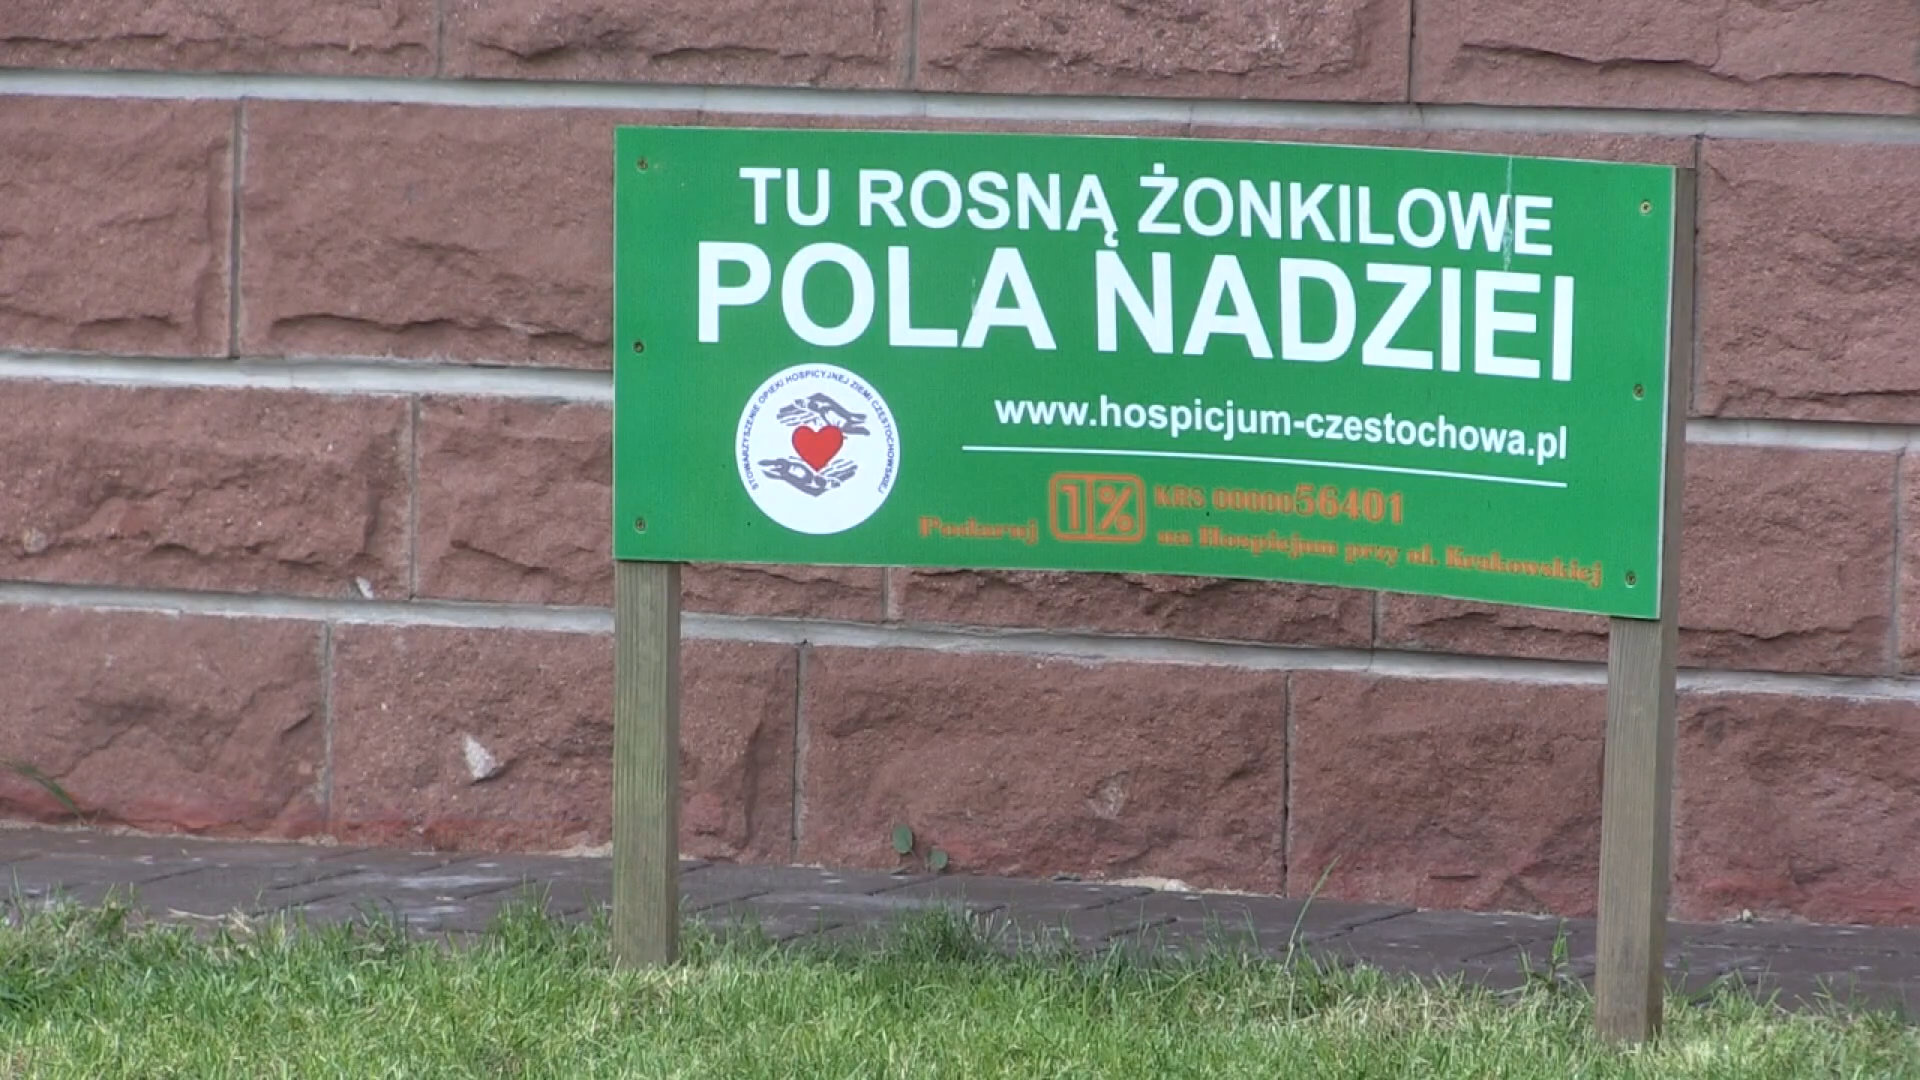 TU ROSNĄ ŻONKILOWE
POLA NADZIEI
STOWARZYSZENIE OPIEKI HOSPICYJNEJ ZIEMI CZĘSTOCHOWSKIEJ
www.hospicjum-czestochowa.pl
Podaruj 1% KRS 0000056401
na Hospicjum przy ul. Krakowskiej